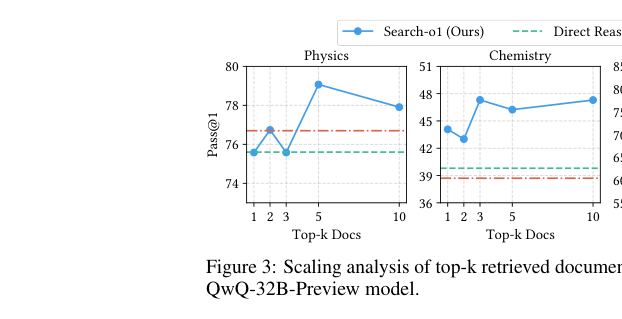 Search-o1 (Ours) Direct Reas
Physics Chemistry
80 51 85
78 48 80
76 45 75
74 42 70
39 65
36 60
55
Pass@1
1 2 3 5 10 1 2 3 5 10
Top-k Docs Top-k Docs
Figure 3: Scaling analysis of top-k retrieved documen
QwQ-32B-Preview model.